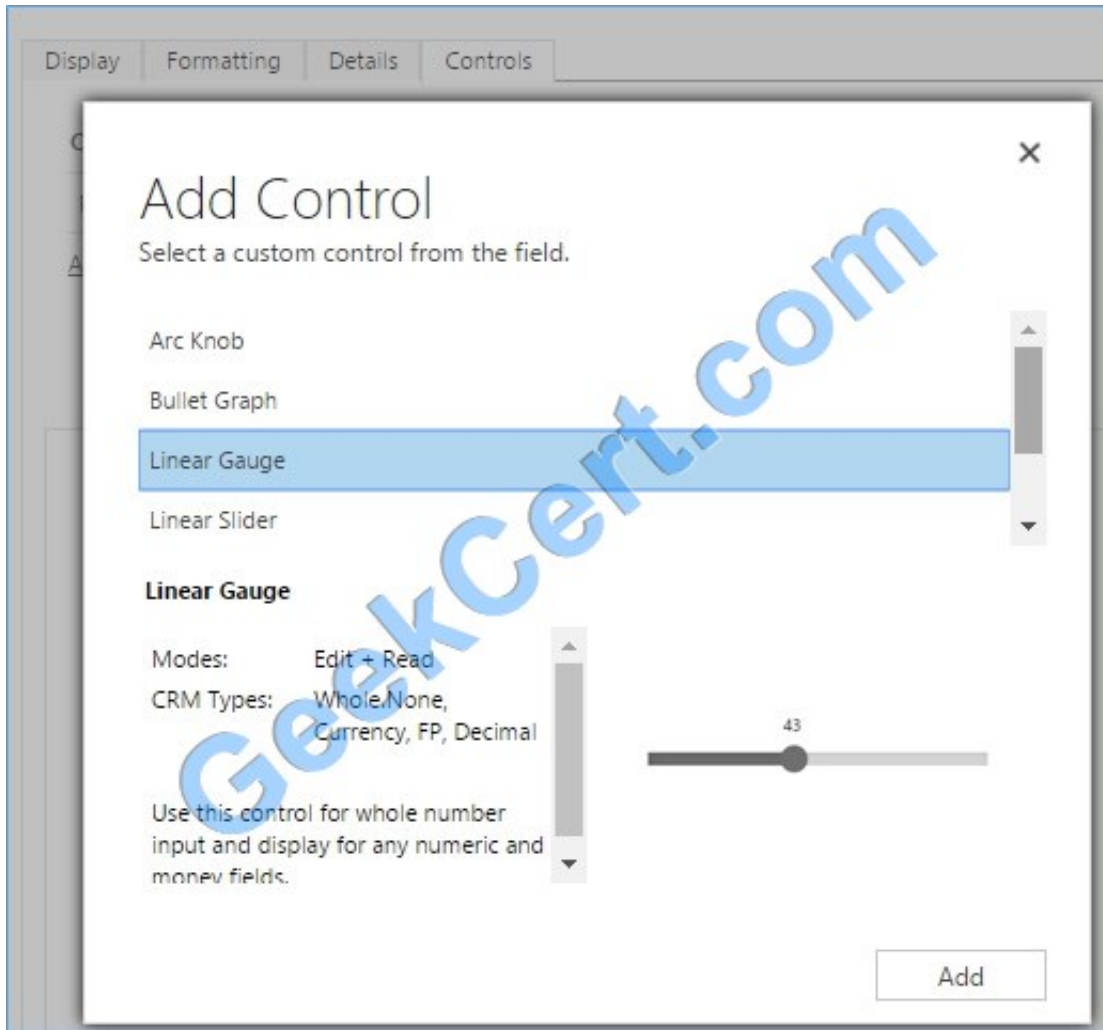 Display Formatting Details Controls
Add Control
Select a custom control from the field.
Arc Knob
Bullet Graph
Linear Gauge
Linear Slider
Linear Gauge
Modes: Edit + Read
CRM Types: Whole.None,
Currency, FP, Decimal
43
Use this control for whole number
input and display for any numeric and
money fields.
Add
GeekCert.com